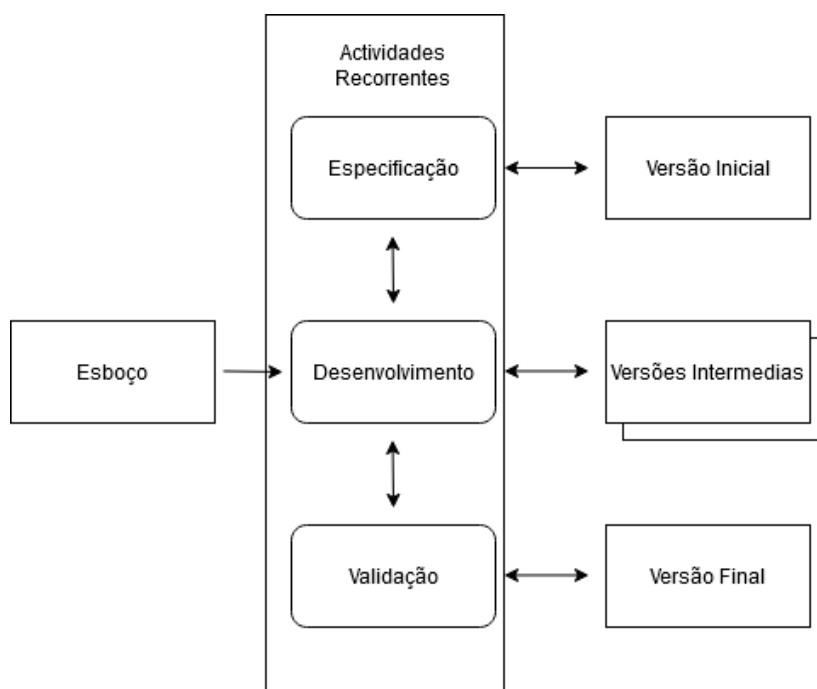 Actividades
Recorrentes
Especificação
Versão Inicial
Esboço
Desenvolvimento
Versões Intermedias
Validação
Versão Final